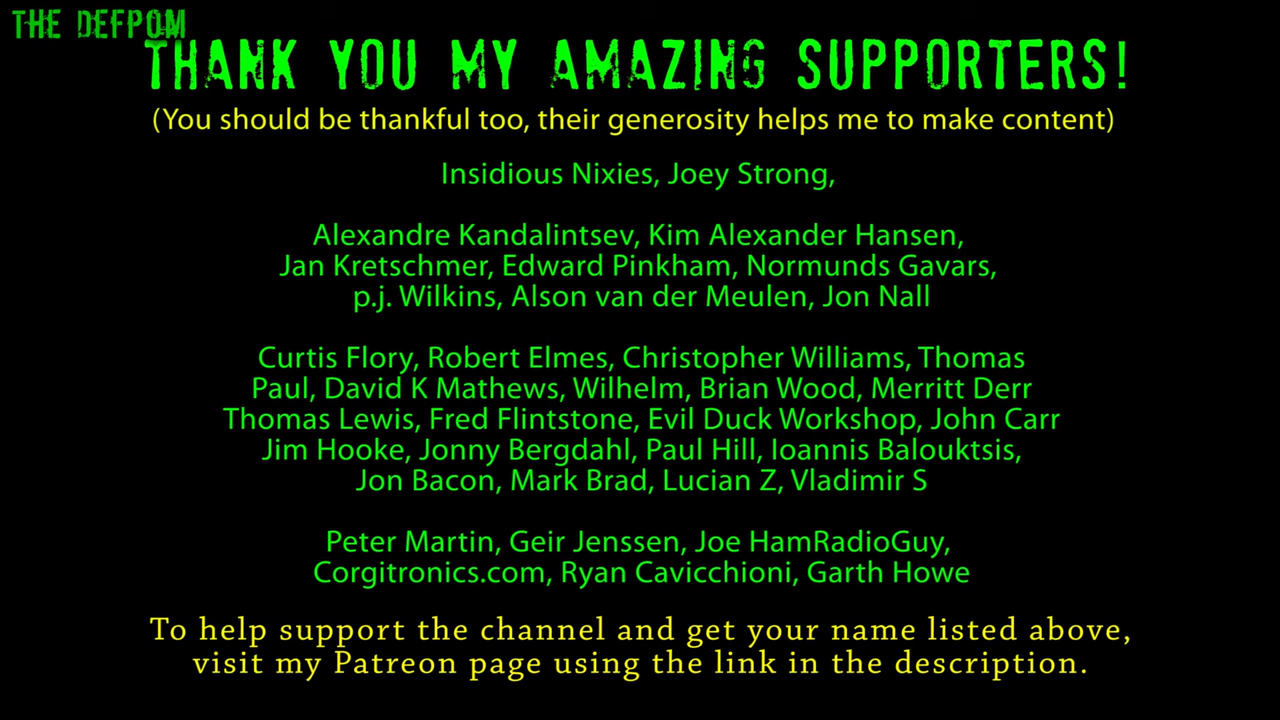 THE DEFPOM
THANK YOU MY AMAZING SUPPORTERS!
(You should be thankful too, their generosity helps me to make content)
Insidious Nixies, Joey Strong,
Alexandre Kandalintsev, Kim Alexander Hansen,
Jan Kretschmer, Edward Pinkham, Normunds Gavars,
p.j. Wilkins, Alson van der Meulen, Jon Nall
Curtis Flory, Robert Elmes, Christopher Williams, Thomas
Paul, David K Mathews, Wilhelm, Brian Wood, Merritt Derr
Thomas Lewis, Fred Flintstone, Evil Duck Workshop, John Carr
Jim Hooke, Jonny Bergdahl, Paul Hill, Ioannis Balouktsis,
Jon Bacon, Mark Brad, Lucian Z, Vladimir S
Peter Martin, Geir Jenssen, Joe HamRadioGuy,
Corgitronics.com, Ryan Cavicchioni, Garth Howe
To help support the channel and get your name listed above,
visit my Patreon page using the link in the description.